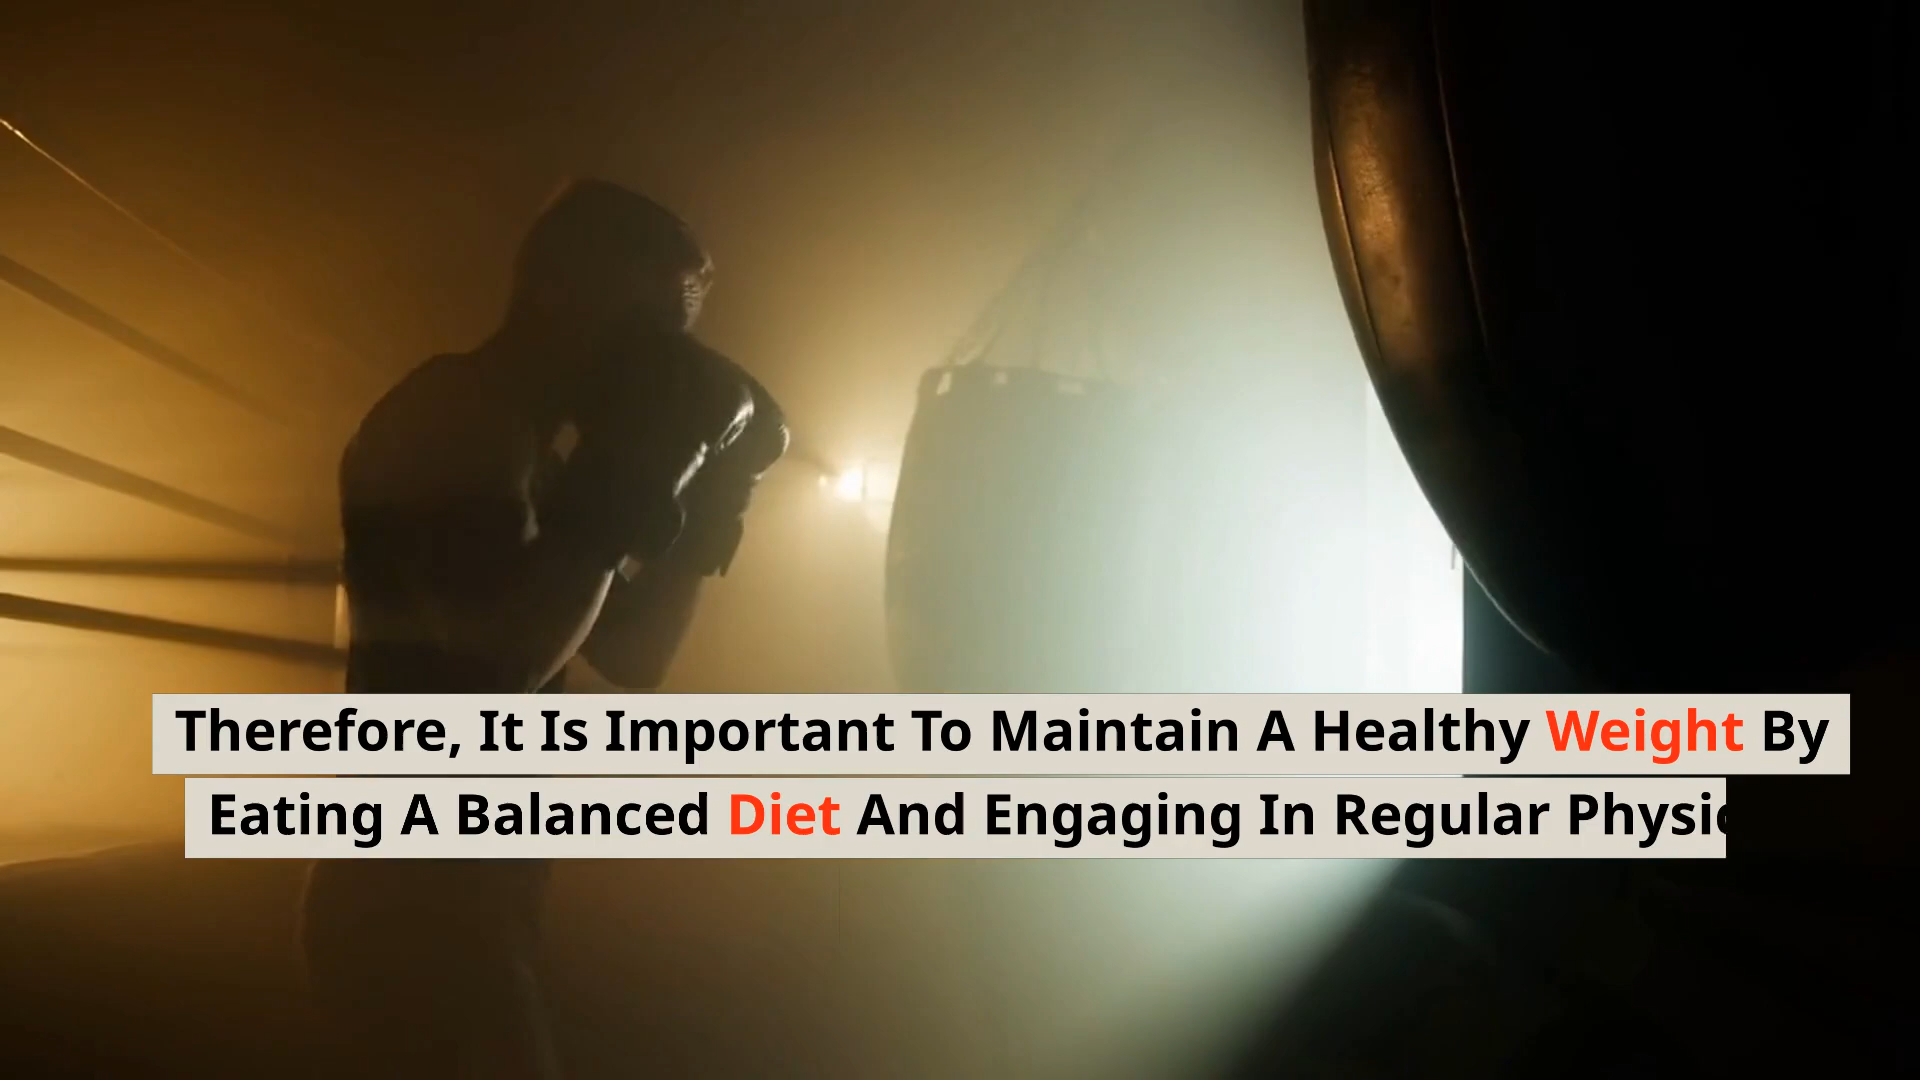 Therefore, It Is Important To Maintain A Healthy Weight By
Eating A Balanced Diet And Engaging In Regular